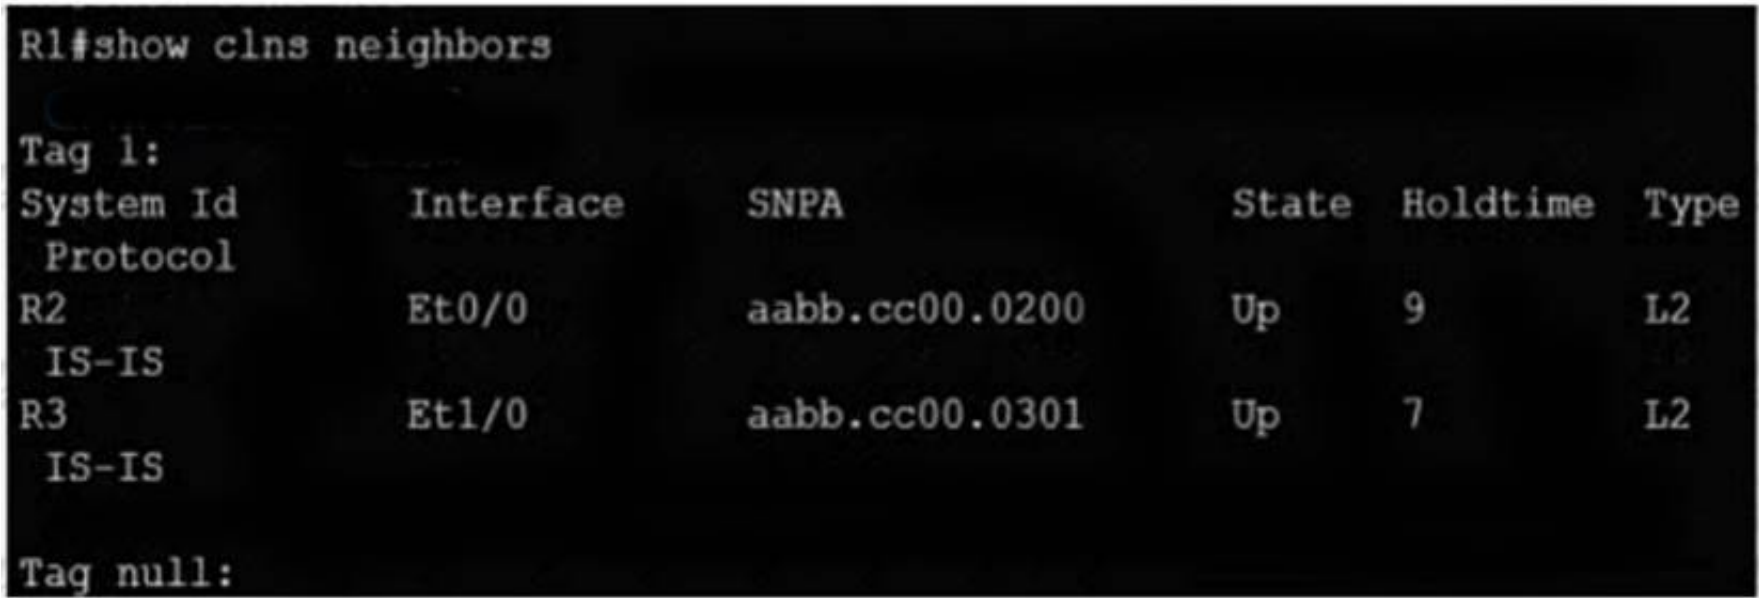 R1#show clns neighbors
Tag 1:
System Id Interface SNPA State Holdtime Type
Protocol
R2 Et0/0 aabb.cc00.0200 Up 9 L2
IS-IS
R3 Et1/0 aabb.cc00.0301 Up 7 L2
IS-IS
Tag null: